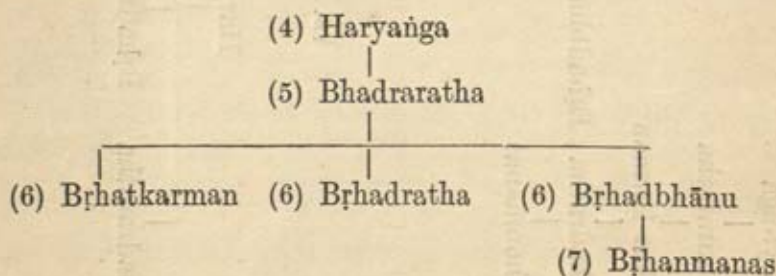 (4) Haryaṅga
(5) Bhadraratha
(6) Bṛhatkarman (6) Bṛhadratha (6) Bṛhadbhānu
(7) Bṛhanmanas